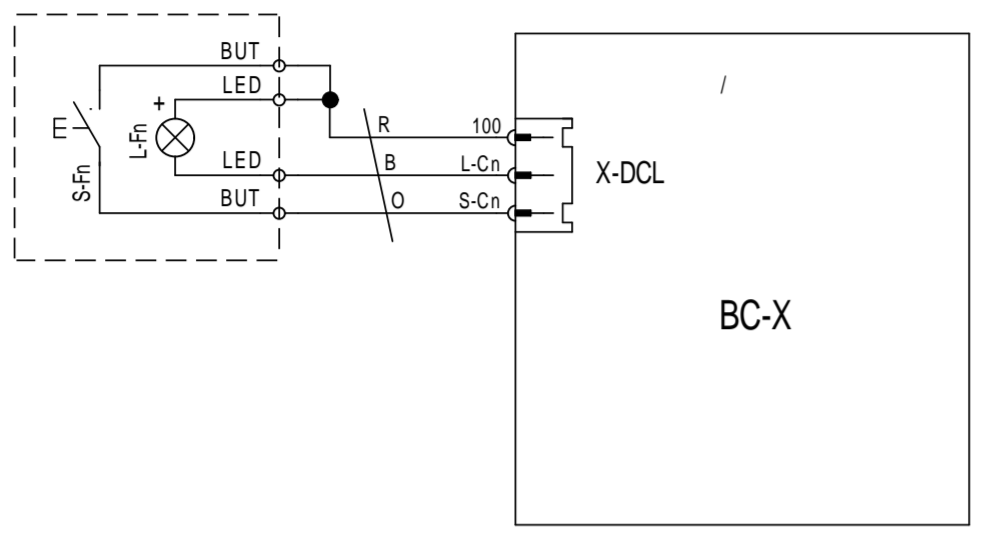 BUT
LED
+
L-Fn
S-Fn
LED
BUT
R
B
O
100
L-Cn
S-Cn
X-DCL
/
BC-X